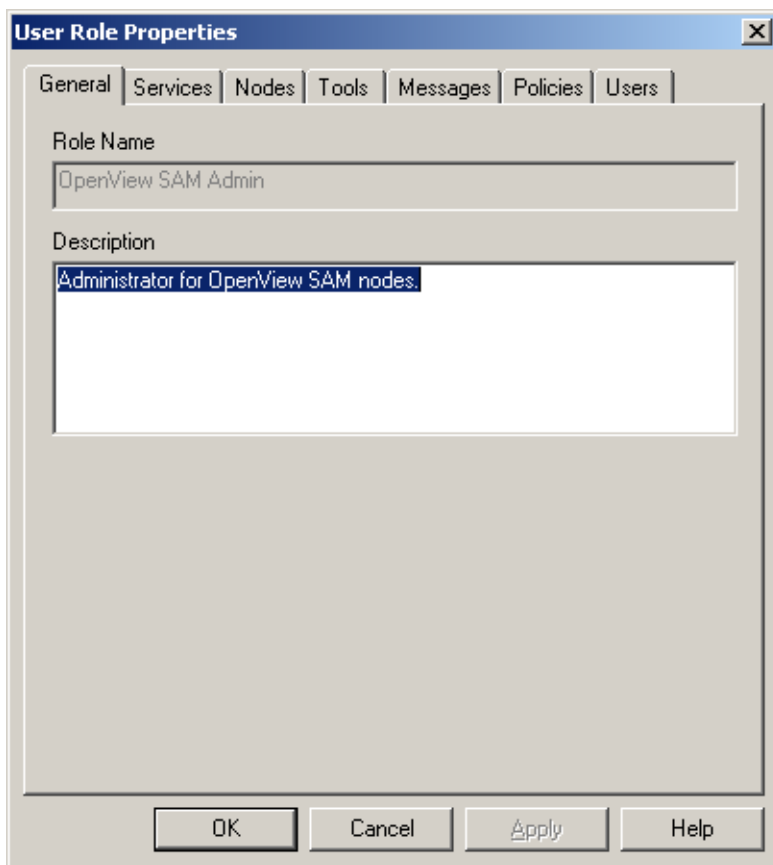 User Role Properties
General Services Nodes Tools Messages Policies Users
Role Name
OpenView SAM Admin
Description
Administrator for OpenView SAM nodes.
OK Cancel Apply Help